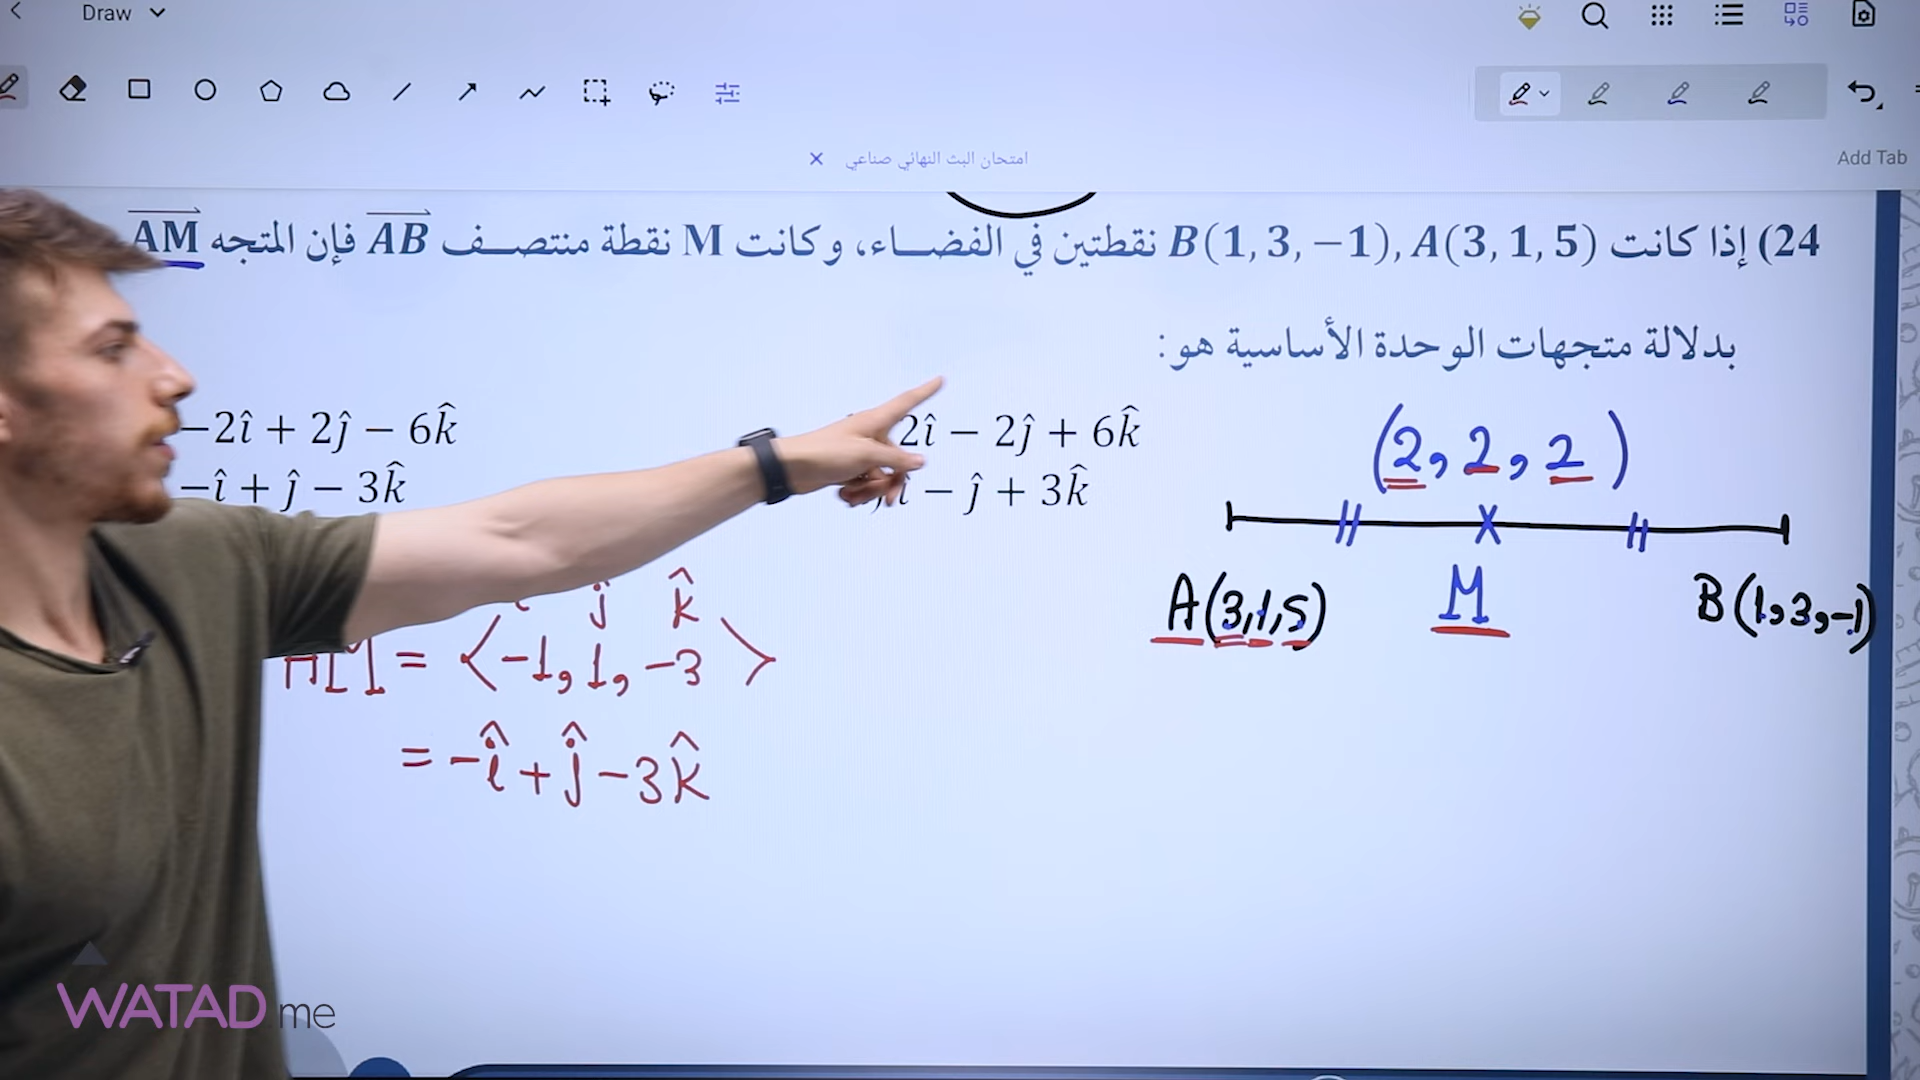 Draw
امتحان البث النهائي صناعي
Add Tab
24) إذا كانت A(3, 1, 5) ,B(1, 3, −1) نقطتين في الفضاء، وكانت M نقطة منتصف AB فإن المتجه AM
بدلالة متجهات الوحدة الأساسية هو:
2î − 2ĵ + 6k̂
−2î + 2ĵ − 6k̂
î − ĵ + 3k̂
−î + ĵ − 3k̂
(2, 2, 2)
A(3,1,5)
M
B(1,3,-1)
ĵ k̂
AM = <-1, 1, -3>
= -î + ĵ - 3k̂
WATAD me